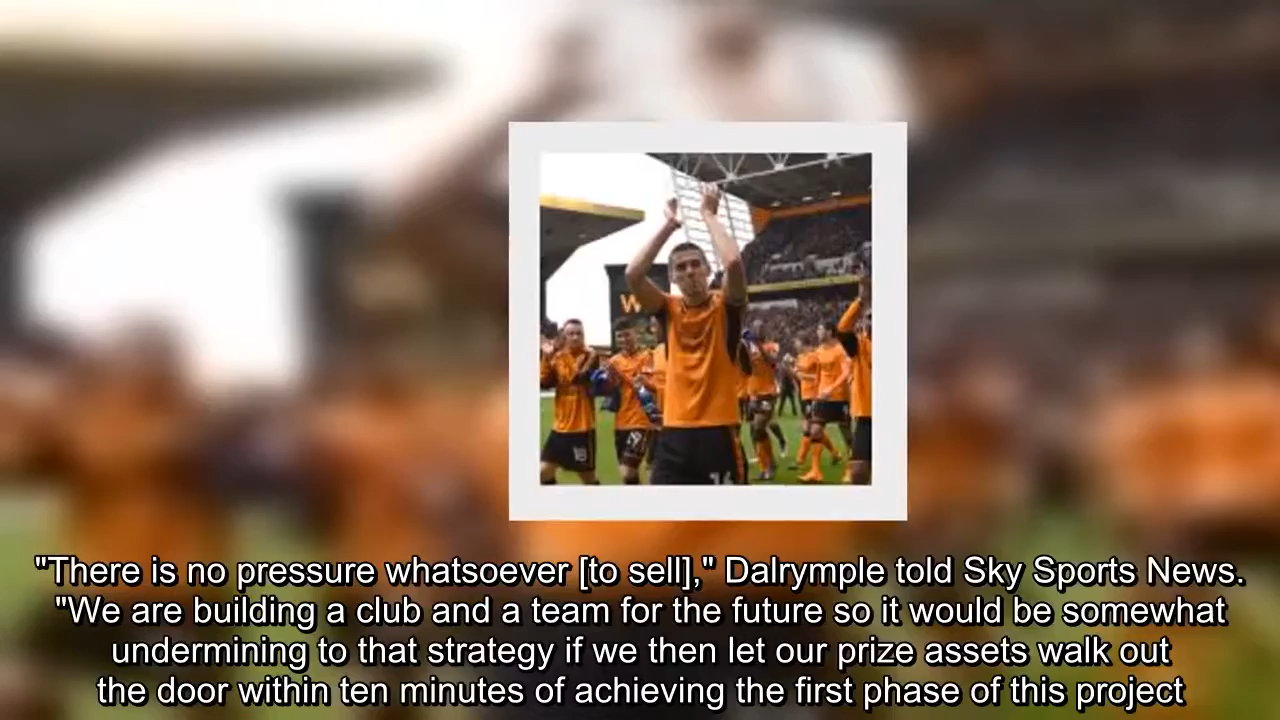 W
18
16
"There is no pressure whatsoever [to sell]," Dalrymple told Sky Sports News.
"We are building a club and a team for the future so it would be somewhat
undermining to that strategy if we then let our prize assets walk out
the door within ten minutes of achieving the first phase of this project